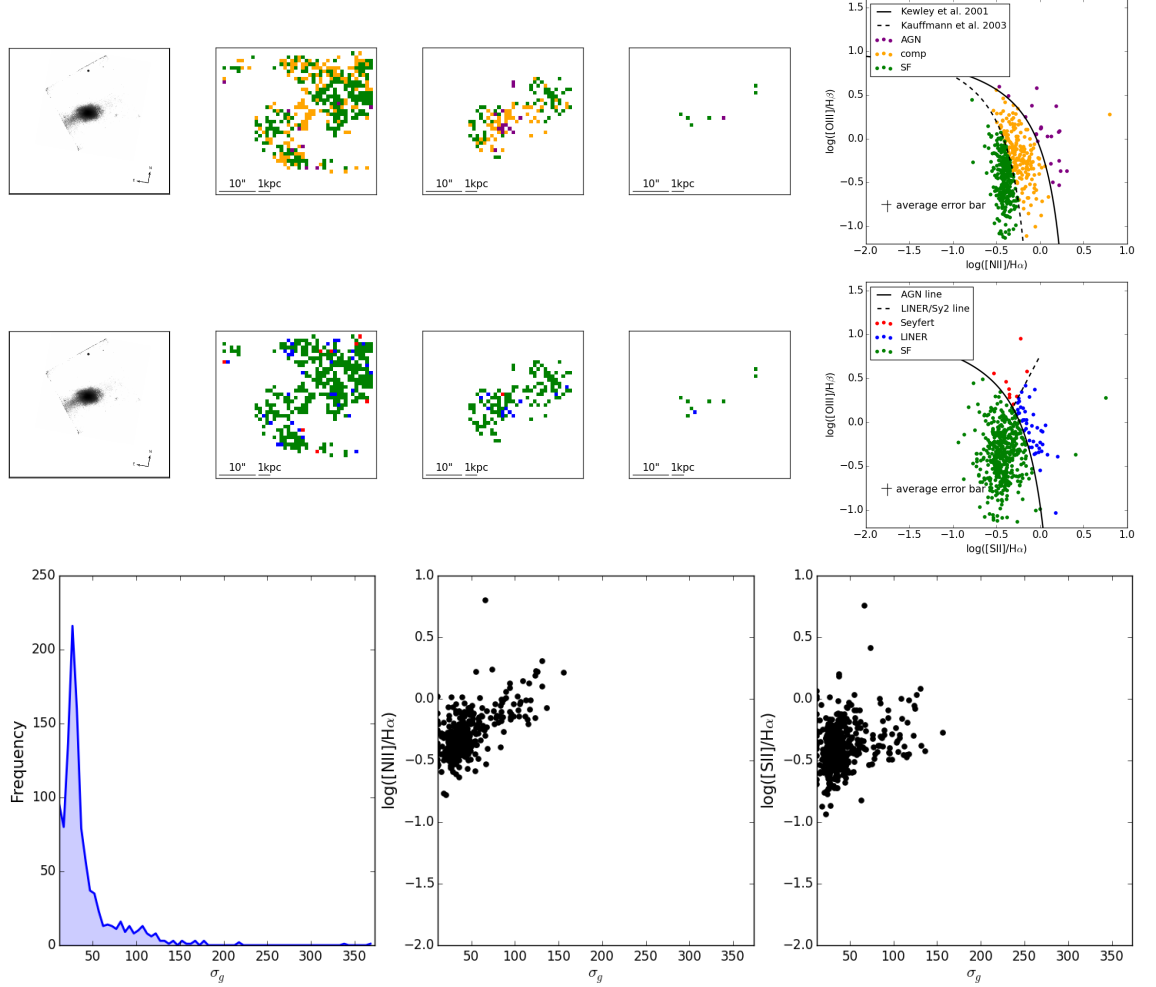 Kewley et al. 2001
Kauffmann et al. 2003
AGN
comp
SF
1.5
1.0
0.5
0.0
−0.5
−1.0
log([OIII]/Hβ)
average error bar
−2.0 −1.5 −1.0 −0.5 0.0 0.5 1.0
log([NII]/Hα)
10" 1kpc
10" 1kpc
10" 1kpc
AGN line
LINER/Sy2 line
Seyfert
LINER
SF
1.5
1.0
0.5
0.0
−0.5
−1.0
log([OIII]/Hβ)
average error bar
−2.0 −1.5 −1.0 −0.5 0.0 0.5 1.0
log([SII]/Hα)
10" 1kpc
10" 1kpc
10" 1kpc
250
200
150
100
50
0
Frequency
50 100 150 200 250 300 350
σg
1.0
0.5
0.0
−0.5
−1.0
−1.5
−2.0
log([NII]/Hα)
50 100 150 200 250 300 350
σg
1.0
0.5
0.0
−0.5
−1.0
−1.5
−2.0
log([SII]/Hα)
50 100 150 200 250 300 350
σg